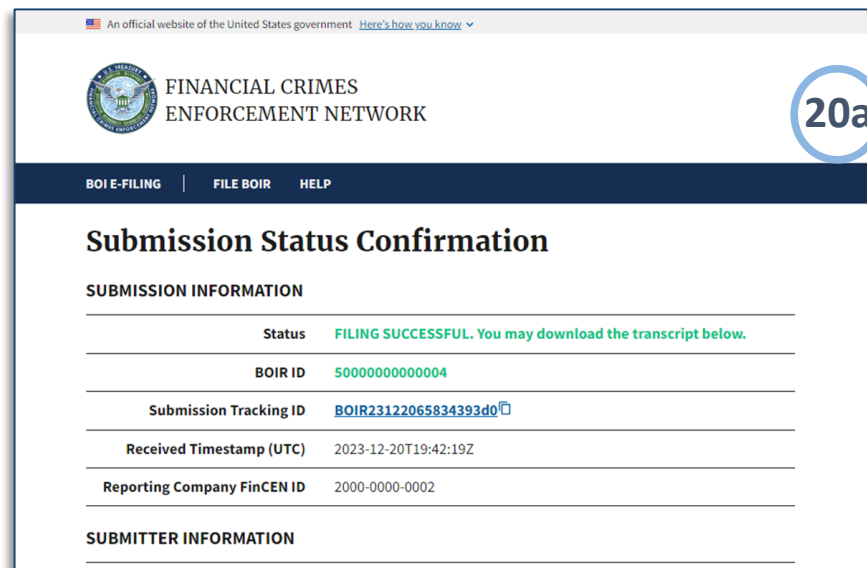 An official website of the United States government Here's how you know
FINANCIAL CRIMES
ENFORCEMENT NETWORK
20a
BOI E-FILING FILE BOIR HELP
Submission Status Confirmation
SUBMISSION INFORMATION
Status FILING SUCCESSFUL. You may download the transcript below.
BOIR ID 50000000000004
Submission Tracking ID BOIR23122065834393d0
Received Timestamp (UTC) 2023-12-20T19:42:19Z
Reporting Company FinCEN ID 2000-0000-0002
SUBMITTER INFORMATION